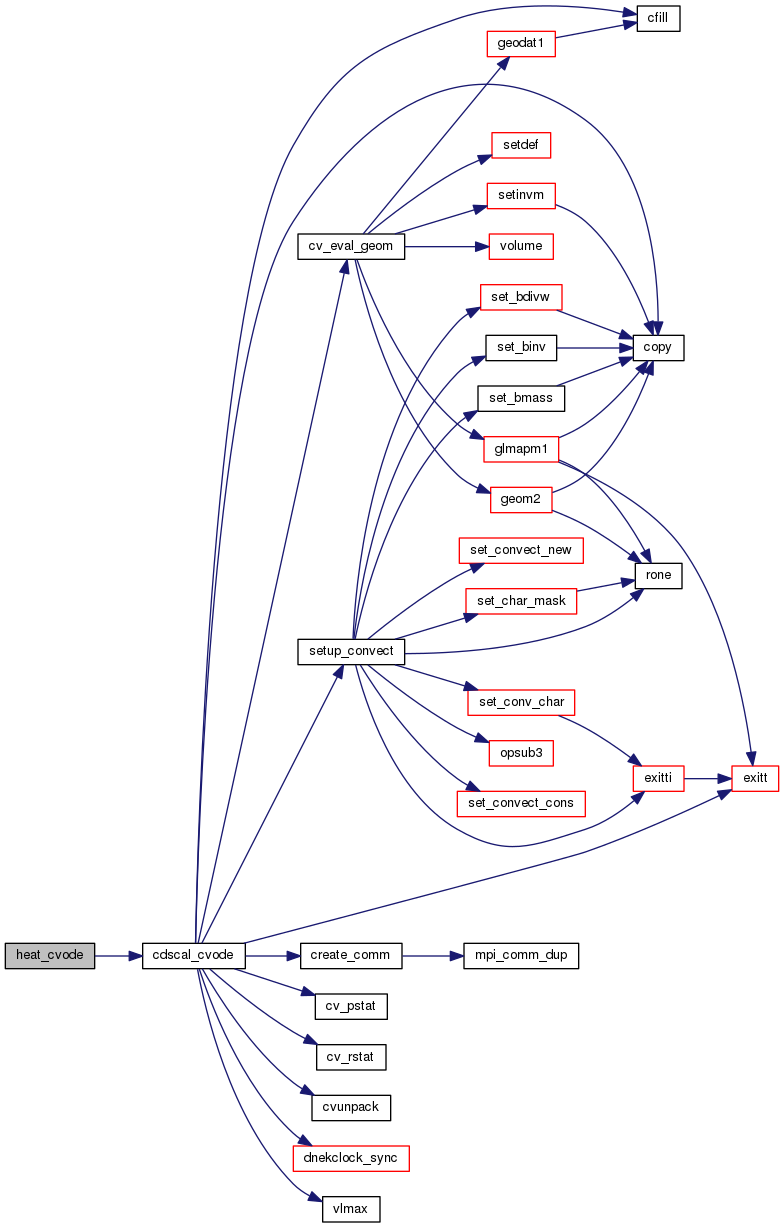 cfill
geodat1
setdef
setinvm
cv_eval_geom
volume
set_bdivw
set_binv
copy
set_bmass
glmapm1
geom2
set_convect_new
rone
set_char_mask
setup_convect
set_conv_char
opsub3
exitti
exitt
set_convect_cons
heat_cvode
cdscal_cvode
create_comm
mpi_comm_dup
cv_pstat
cv_rstat
cvunpack
dnekclock_sync
vlmax